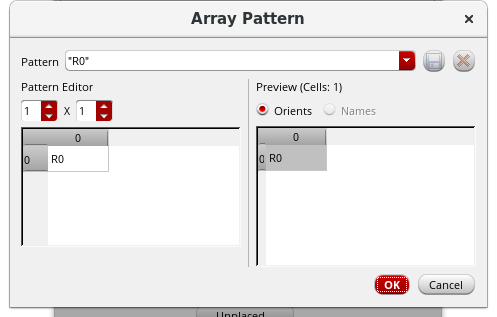 Array Pattern
Pattern "R0"
Pattern Editor
1 X 1
0
0 R0
Preview (Cells: 1)
Orients Names
0
0 R0
OK Cancel
Unplaced